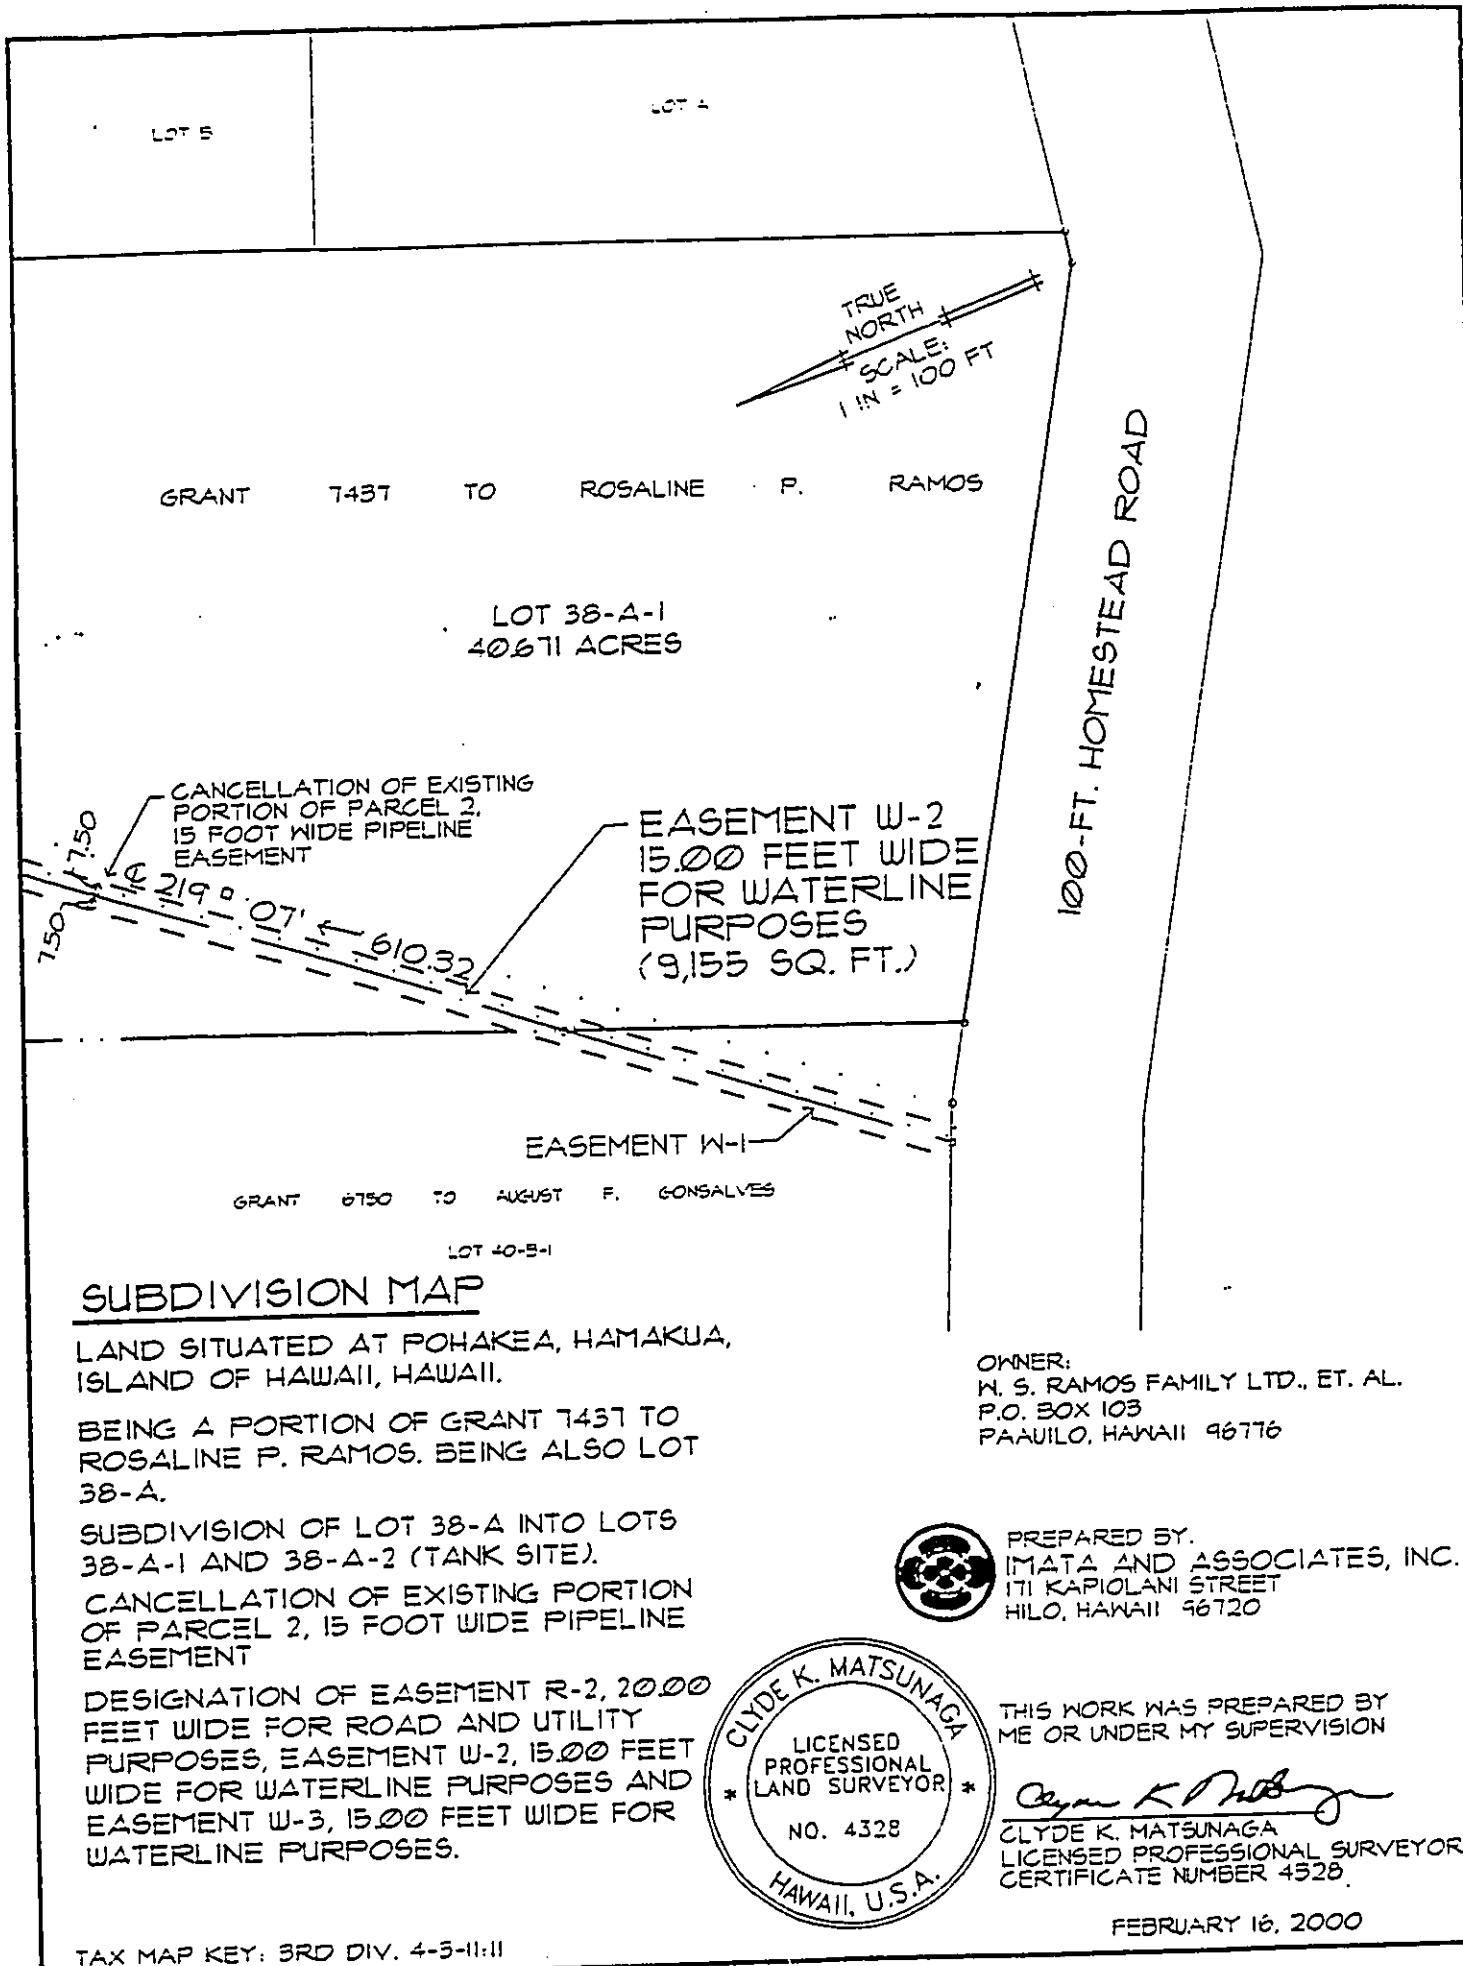 LOT B
LOT A
TRUE
NORTH
SCALE:
1 IN = 100 FT
GRANT 7437 TO ROSALINE P. RAMOS
LOT 38-A-1
40.671 ACRES
100-FT. HOMESTEAD ROAD
CANCELLATION OF EXISTING
PORTION OF PARCEL 2,
15 FOOT WIDE PIPELINE
EASEMENT
7.50
7.50
℄ 219° 07' 610.32
EASEMENT W-2
15.00 FEET WIDE
FOR WATERLINE
PURPOSES
(9,155 SQ. FT.)
EASEMENT W-1
GRANT 6750 TO AUGUST F. GONSALVES
LOT 40-B-1
SUBDIVISION MAP
LAND SITUATED AT POHAKEA, HAMAKUA,
ISLAND OF HAWAII, HAWAII.
BEING A PORTION OF GRANT 7437 TO
ROSALINE P. RAMOS. BEING ALSO LOT
38-A.
SUBDIVISION OF LOT 38-A INTO LOTS
38-A-1 AND 38-A-2 (TANK SITE).
CANCELLATION OF EXISTING PORTION
OF PARCEL 2, 15 FOOT WIDE PIPELINE
EASEMENT
DESIGNATION OF EASEMENT R-2, 20.00
FEET WIDE FOR ROAD AND UTILITY
PURPOSES, EASEMENT W-2, 15.00 FEET
WIDE FOR WATERLINE PURPOSES AND
EASEMENT W-3, 15.00 FEET WIDE FOR
WATERLINE PURPOSES.
TAX MAP KEY: 3RD DIV. 4-5-11:11
OWNER:
W. S. RAMOS FAMILY LTD., ET. AL.
P.O. BOX 103
PAAUILO, HAWAII 96776
PREPARED BY.
IMATA AND ASSOCIATES, INC.
171 KAPIOLANI STREET
HILO, HAWAII 96720
CLYDE K. MATSUNAGA
LICENSED
PROFESSIONAL
LAND SURVEYOR
NO. 4328
HAWAII, U.S.A.
THIS WORK WAS PREPARED BY
ME OR UNDER MY SUPERVISION
CLYDE K. MATSUNAGA
LICENSED PROFESSIONAL SURVEYOR
CERTIFICATE NUMBER 4328
FEBRUARY 16, 2000